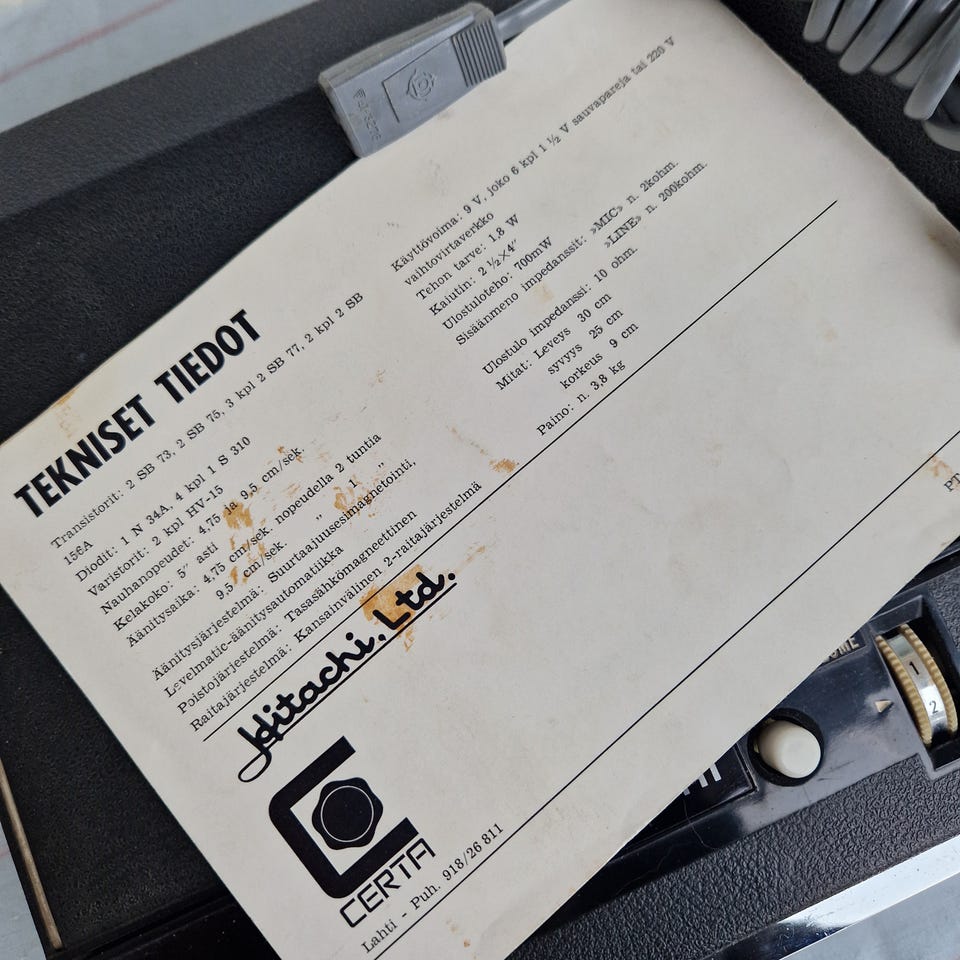 TEKNISET TIEDOT
Transistorit: 2 SB 73, 2 SB 75, 3 kpl 2 SB 77, 2 kpl 2 SB
156A
Diodit: 1 N 34A, 4 kpl 1 S 310
Varistorit: 2 kpl HV-15
Nauhanopeudet: 4,75 ja 9,5 cm/sek.
Kelakoko: 5″ asti
Äänitysaika: 4,75 cm/sek. nopeudella 2 tuntia
9,5 cm/sek. „ 1 „
Äänitysjärjestelmä: Suurtaajuusesimagnetointi,
Levelmatic-äänitysautomatiikka
Poistojärjestelmä: Tasasähkömagneettinen
Raitajärjestelmä: Kansainvälinen 2-raitajärjestelmä
Käyttövoima: 9 V, joko 6 kpl 1 ½ V sauvapareja tai 220 V
vaihtovirtaverkko
Tehon tarve: 1,8 W
Kaiutin: 2 ½×4″
Ulostuloteho: 700mW
Sisäänmeno impedanssit: »MIC» n. 2kohm.
»LINE» n. 200kohm.
Ulostulo impedanssi: 10 ohm.
Mitat: Leveys 30 cm
syvyys 25 cm
korkeus 9 cm
Paino: n. 3,8 kg
Hitachi, Ltd.
CERTA
Lahti - Puh. 918/26 811
PT
1
2